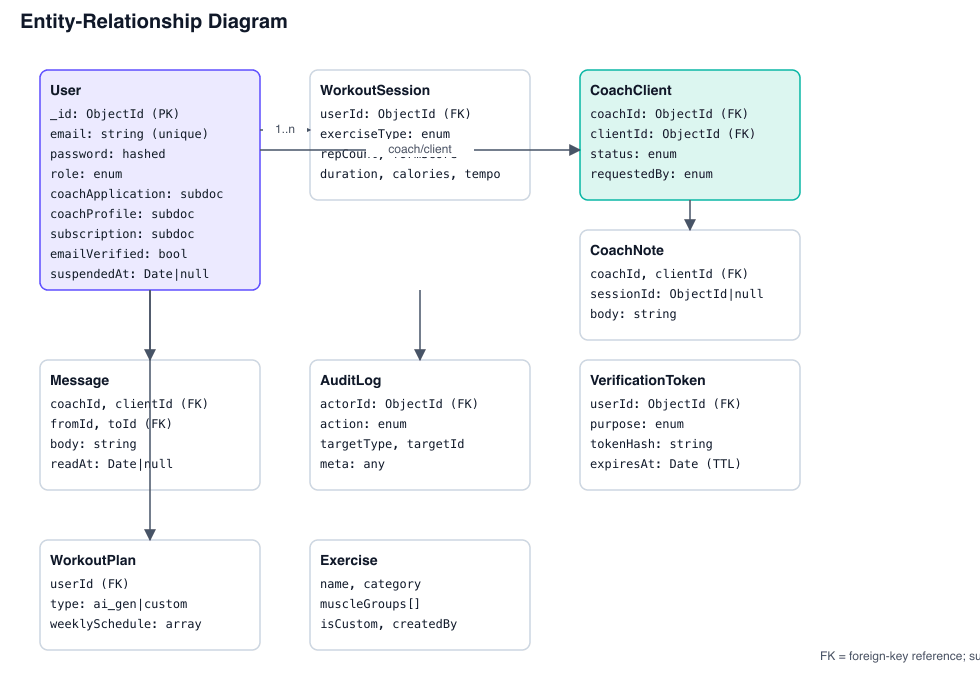 Entity-Relationship Diagram
User
_id: ObjectId (PK)
email: string (unique)
password: hashed
role: enum
coachApplication: subdoc
coachProfile: subdoc
subscription: subdoc
emailVerified: bool
suspendedAt: Date|null
1..n
WorkoutSession
userId: ObjectId (FK)
exerciseType: enum
coach/client
duration, calories, tempo
CoachClient
coachId: ObjectId (FK)
clientId: ObjectId (FK)
status: enum
requestedBy: enum
CoachNote
coachId, clientId (FK)
sessionId: ObjectId|null
body: string
Message
coachId, clientId (FK)
fromId, toId (FK)
body: string
readAt: Date|null
AuditLog
actorId: ObjectId (FK)
action: enum
targetType, targetId
meta: any
VerificationToken
userId: ObjectId (FK)
purpose: enum
tokenHash: string
expiresAt: Date (TTL)
WorkoutPlan
userId (FK)
type: ai_gen|custom
weeklySchedule: array
Exercise
name, category
muscleGroups[]
isCustom, createdBy
FK = foreign-key reference;